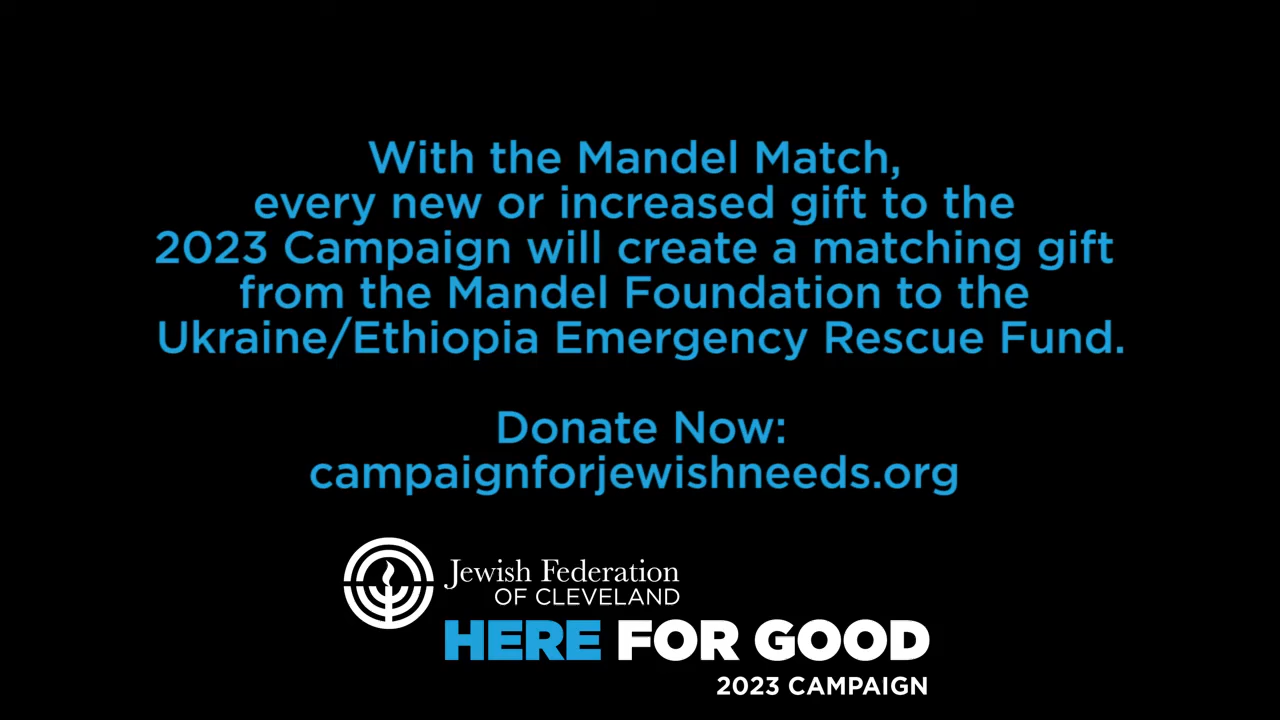 With the Mandel Match,
every new or increased gift to the
2023 Campaign will create a matching gift
from the Mandel Foundation to the
Ukraine/Ethiopia Emergency Rescue Fund.
Donate Now:
campaignforjewishneeds.org
Jewish Federation
OF CLEVELAND
HERE FOR GOOD
2023 CAMPAIGN